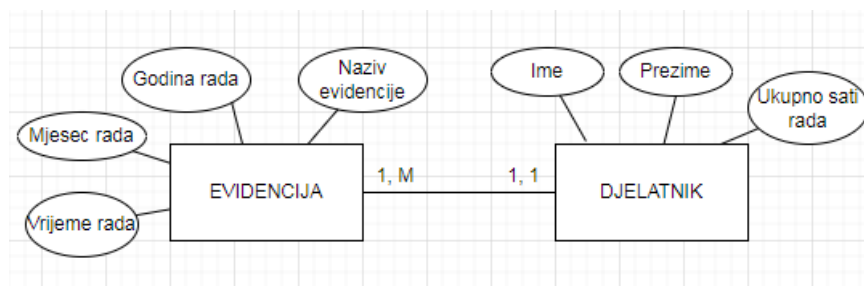 Godina rada
Naziv
evidencije
Ime
Prezime
Ukupno sati
rada
Mjesec rada
Vrijeme rada
EVIDENCIJA
1, M
1, 1
DJELATNIK